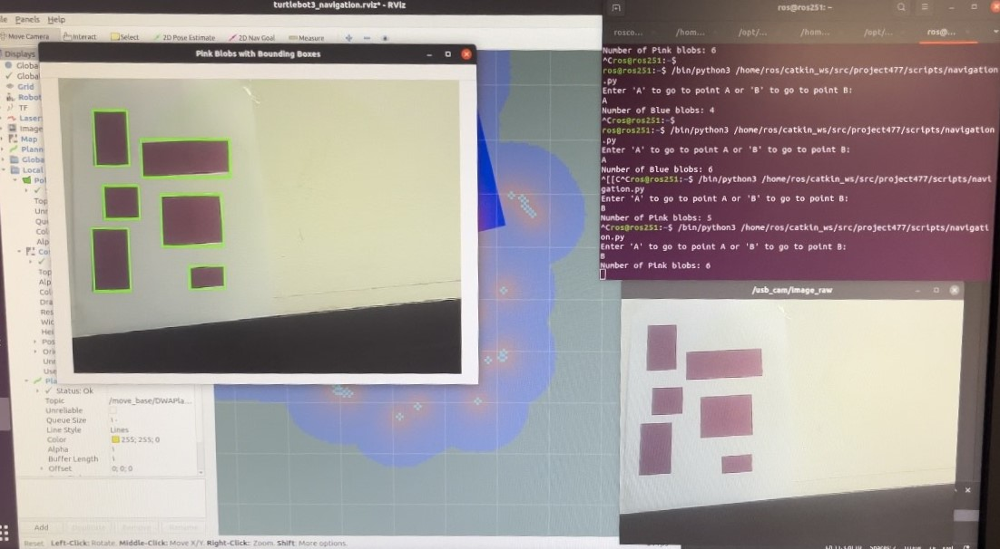 turtlebot3_navigation.rviz* - RViz
Panels Help
Move Camera Interact Select 2D Pose Estimate 2D Nav Goal Measure
Displays
Globa
Globa
Grid
Robot
TF
Laser
Image
Map
Plann
Globa
Local
Pol
S
Top
Unr
Qu
Col
Alp
Co
Top
Alp
Col
Dra
Res
Wid
Hei
Pos
Ori
Unr
Use
Pla
Status: Ok
Topic /move_base/DWAPla...
Unreliable
Queue Size
Line Style Lines
Color 255; 255; 0
Alpha
Buffer Length
Offset 0; 0; 0
Add
Reset Left-Click: Rotate. Middle-Click: Move X/Y. Right-Click:: Zoom. Shift: More options.
Pink Blobs with Bounding Boxes
ros@ros251: ~
rosco... /hom... /opt/... /hom... /opt/... ros@...
Number of Pink blobs: 6
^Cros@ros251:~$
ros@ros251:~$ /bin/python3 /home/ros/catkin_ws/src/project477/scripts/navigation
.py
Enter 'A' to go to point A or 'B' to go to point B:
A
Number of Blue blobs: 4
^Cros@ros251:~$
ros@ros251:~$ /bin/python3 /home/ros/catkin_ws/src/project477/scripts/navigation
.py
Enter 'A' to go to point A or 'B' to go to point B:
A
Number of Blue blobs: 6
^[[C^Cros@ros251:~$ /bin/python3 /home/ros/catkin_ws/src/project477/scripts/navi
gation.py
Enter 'A' to go to point A or 'B' to go to point B:
B
Number of Pink blobs: 5
^Cros@ros251:~$ /bin/python3 /home/ros/catkin_ws/src/project477/scripts/navigati
on.py
Enter 'A' to go to point A or 'B' to go to point B:
B
Number of Pink blobs: 6
/usb_cam/image_raw